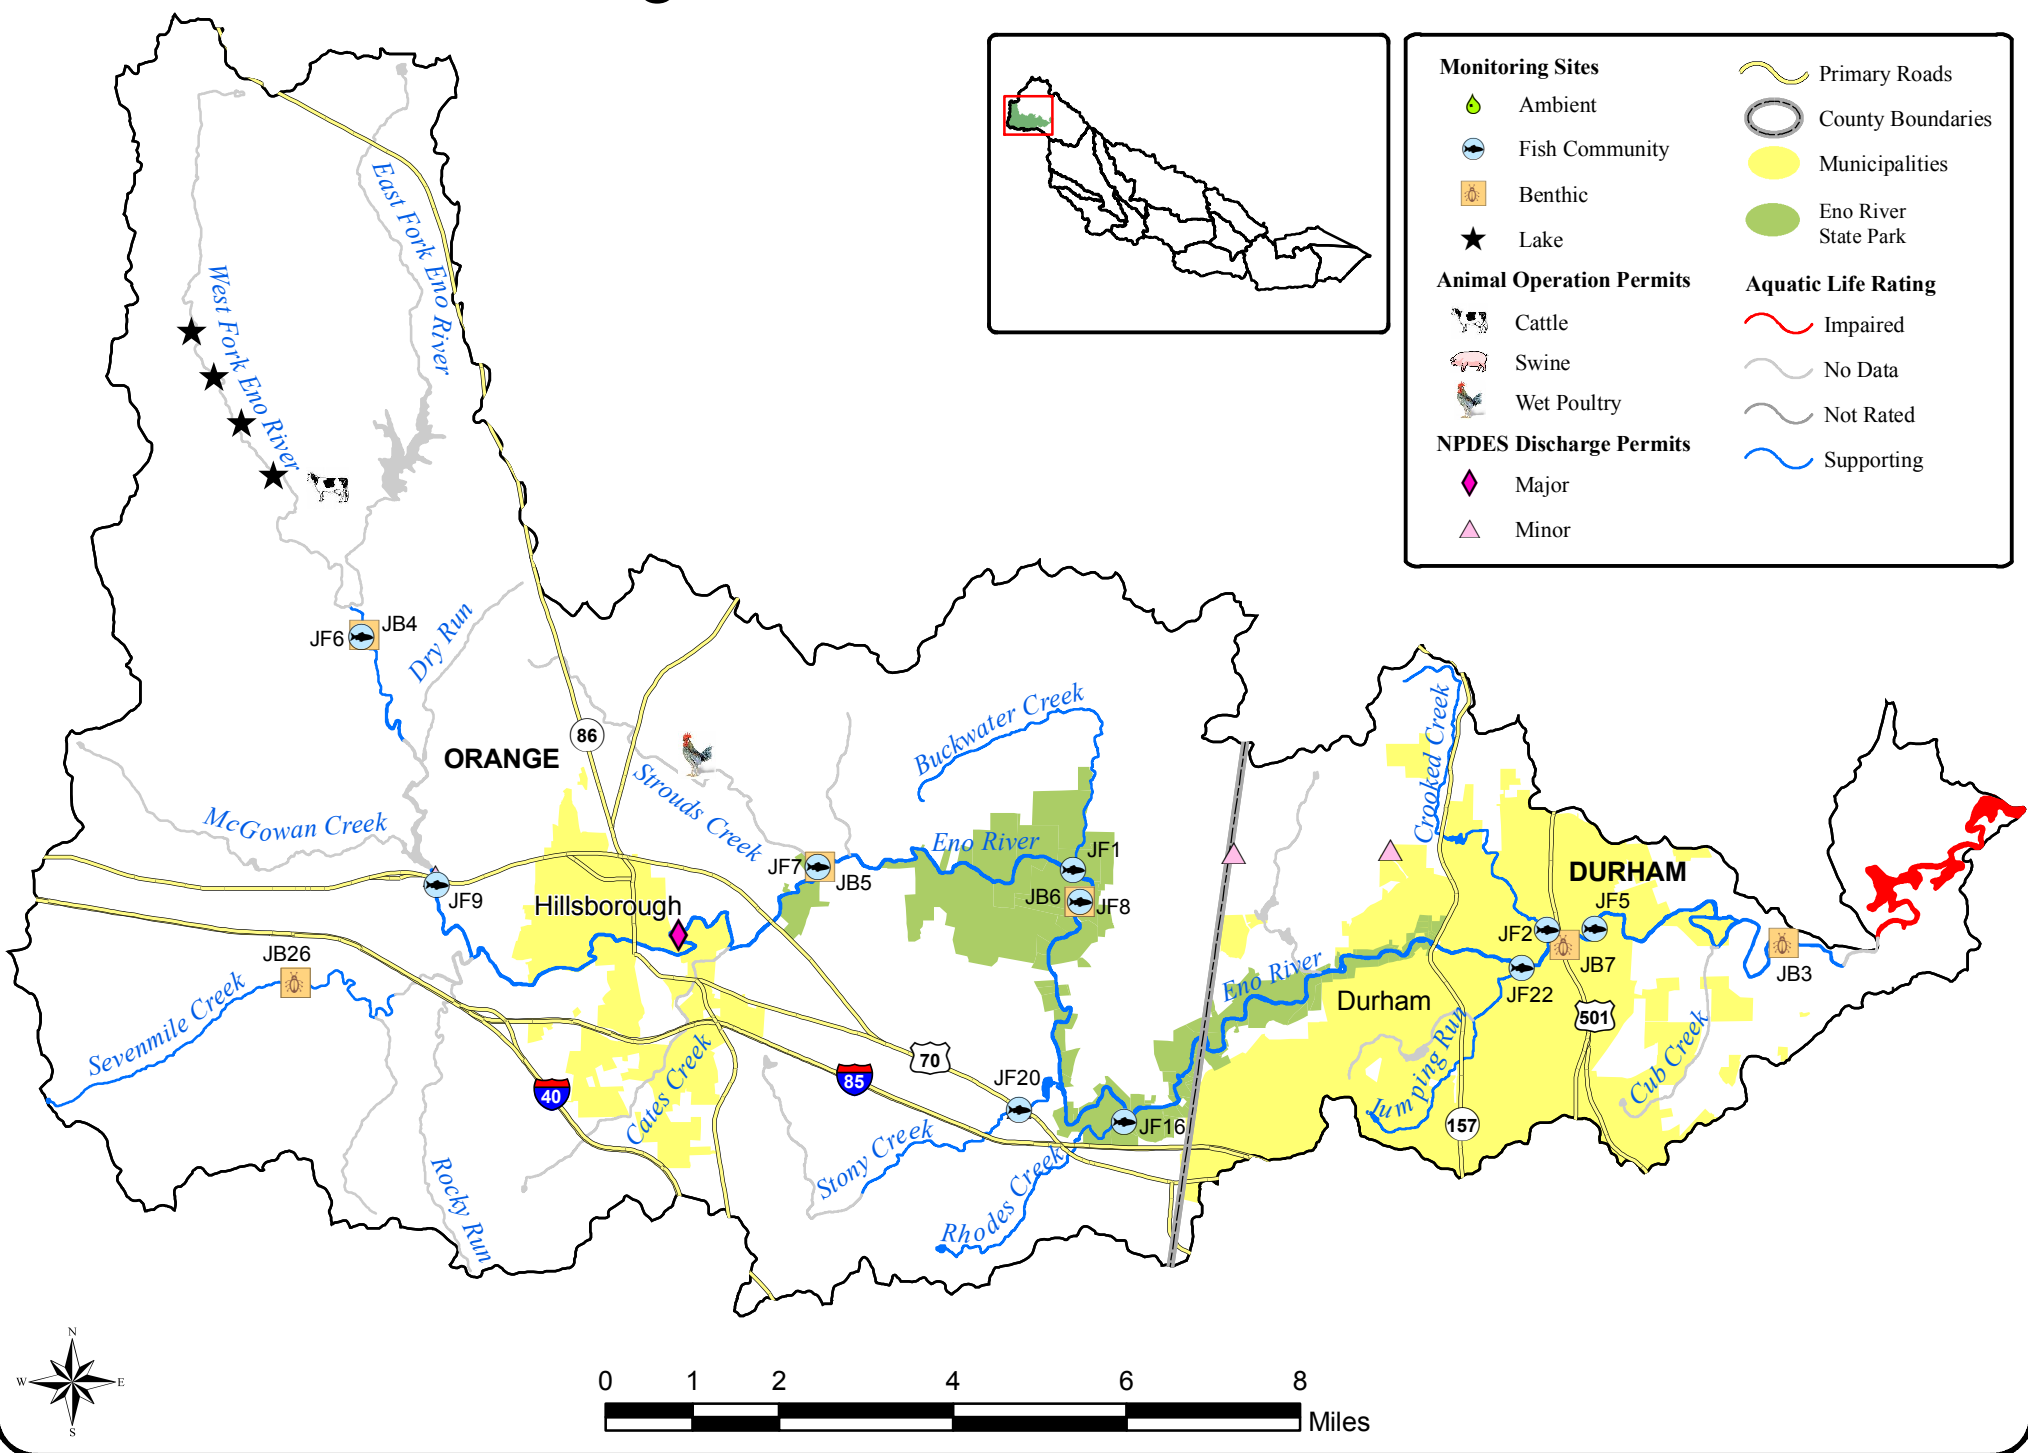 Monitoring Sites
Ambient
Fish Community
Benthic
Lake
Animal Operation Permits
Cattle
Swine
Wet Poultry
NPDES Discharge Permits
Major
Minor
Primary Roads
County Boundaries
Municipalities
Eno River
State Park
Aquatic Life Rating
Impaired
No Data
Not Rated
Supporting
East Fork Eno River
West Fork Eno River
JF6
JB4
Dry Run
ORANGE
86
McGowan Creek
Strouds Creek
Buckwater Creek
Eno River
JF7
JB5
JF1
JB6
JF8
JF9
Hillsborough
JB26
Sevenmile Creek
Rocky Run
Cates Creek
40
85
70
Stony Creek
JF20
JF16
Rhodes Creek
Eno River
Crooked Creek
DURHAM
JF5
JF2
JB7
JF22
JB3
Durham
501
Jumping Run
157
Cub Creek
N
W
E
S
0 1 2 4 6 8
Miles